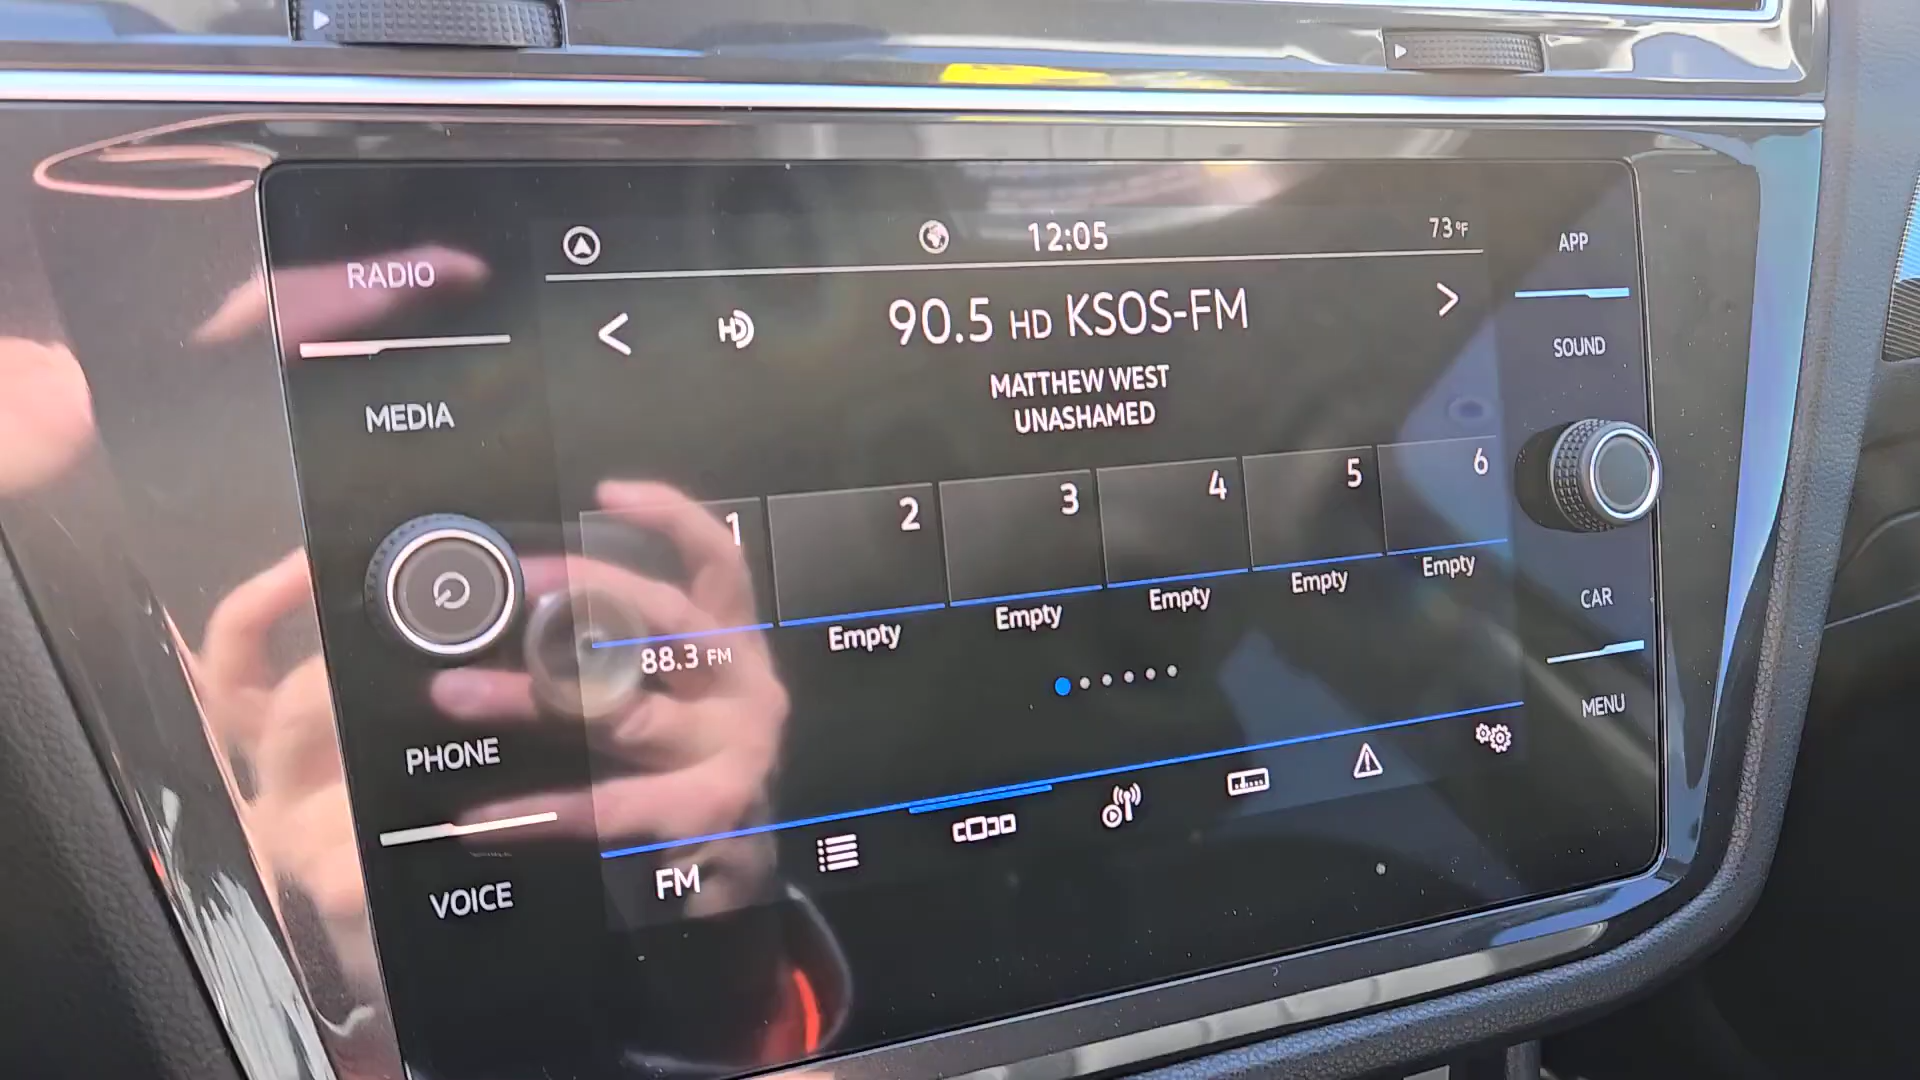 12:05
73°F
RADIO
MEDIA
PHONE
VOICE
HD
90.5 HD KSOS-FM
MATTHEW WEST
UNASHAMED
1
2
3
4
5
6
88.3 FM
Empty
Empty
Empty
Empty
Empty
FM
APP
SOUND
CAR
MENU